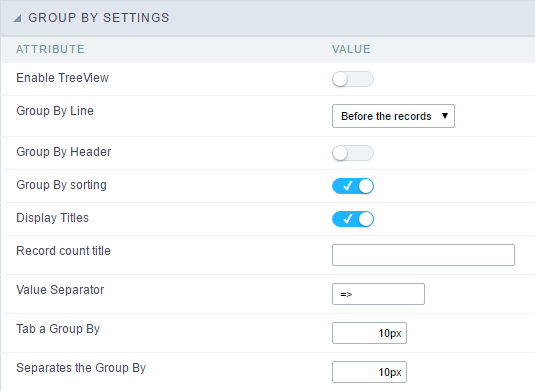 GROUP BY SETTINGS
ATTRIBUTE VALUE
Enable TreeView
Group By Line Before the records
Group By Header
Group By sorting
Display Titles
Record count title
Value Separator =>
Tab a Group By 10px
Separates the Group By 10px